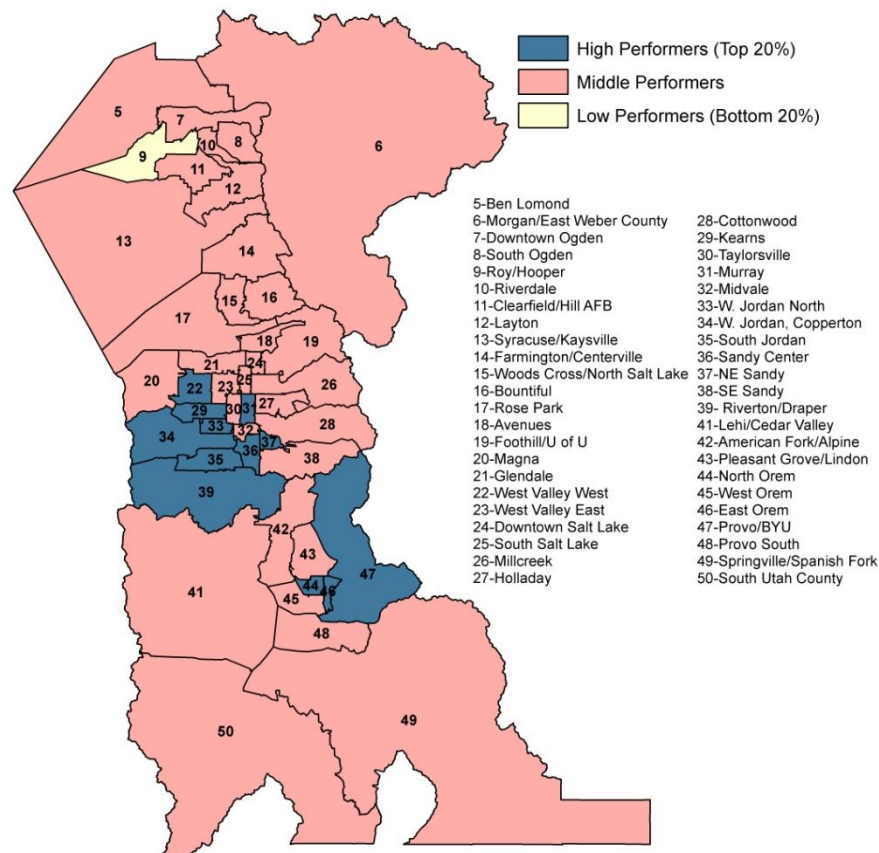 High Performers (Top 20%)
Middle Performers
Low Performers (Bottom 20%)
5
7
10
8
9
6
11
12
13
14
15
16
17
18
19
21
24
20
22
23
25
26
29
30
31
27
33
32
28
34
37
36
35
38
39
42
43
47
41
44
46
45
48
50
49
5-Ben Lomond
6-Morgan/East Weber County
7-Downtown Ogden
8-South Ogden
9-Roy/Hooper
10-Riverdale
11-Clearfield/Hill AFB
12-Layton
13-Syracuse/Kaysville
14-Farmington/Centerville
15-Woods Cross/North Salt Lake
16-Bountiful
17-Rose Park
18-Avenues
19-Foothill/U of U
20-Magna
21-Glendale
22-West Valley West
23-West Valley East
24-Downtown Salt Lake
25-South Salt Lake
26-Millcreek
27-Holladay
28-Cottonwood
29-Kearns
30-Taylorsville
31-Murray
32-Midvale
33-W. Jordan North
34-W. Jordan, Copperton
35-South Jordan
36-Sandy Center
37-NE Sandy
38-SE Sandy
39- Riverton/Draper
41-Lehi/Cedar Valley
42-American Fork/Alpine
43-Pleasant Grove/Lindon
44-North Orem
45-West Orem
46-East Orem
47-Provo/BYU
48-Provo South
49-Springville/Spanish Fork
50-South Utah County